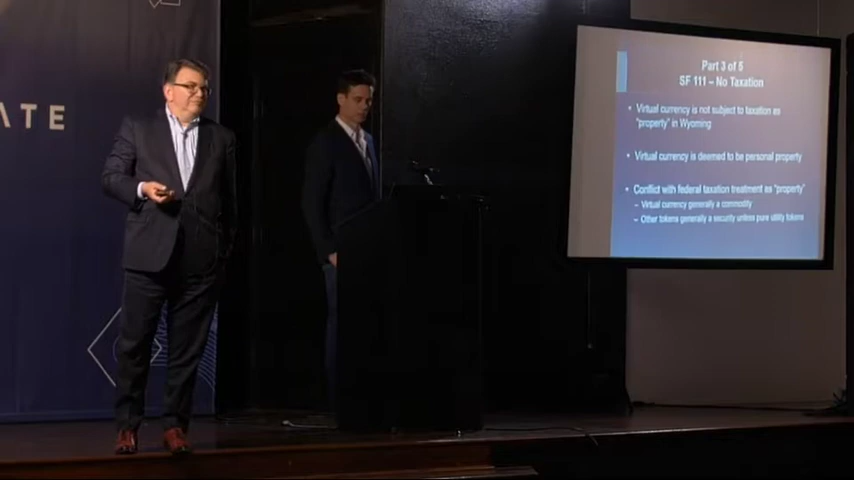 ATE
Part 3 of 5
SF 111 – No Taxation
• Virtual currency is not subject to taxation as
"property" in Wyoming
• Virtual currency is deemed to be personal property
• Conflict with federal taxation treatment as "property"
– Virtual currency generally a commodity
– Other tokens generally a security unless pure utility tokens